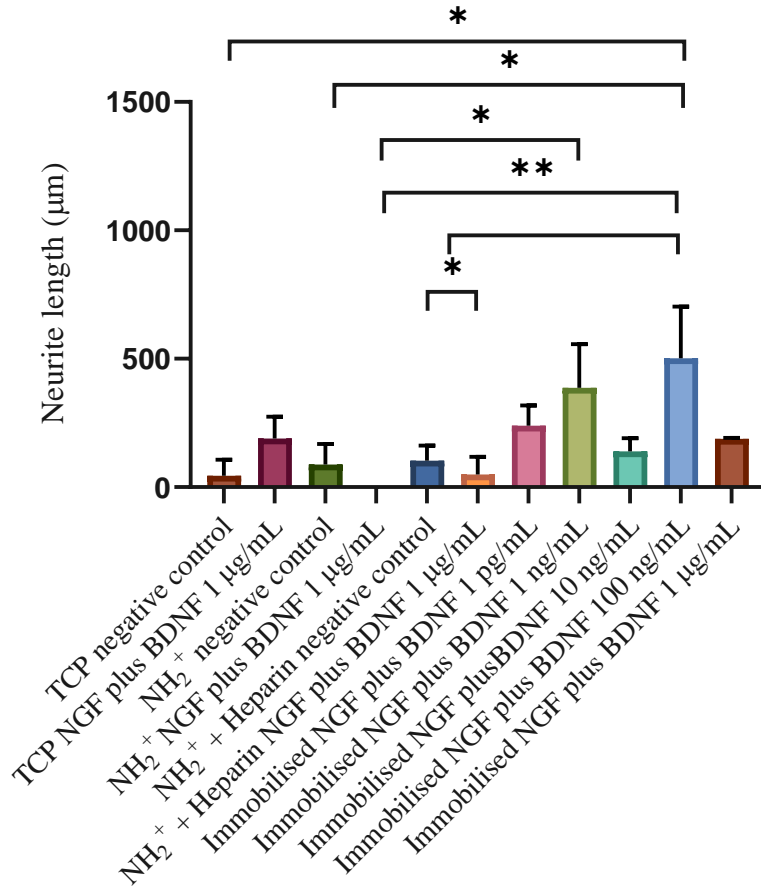 *
*
*
**
*
1500
1000
500
0
Neurite length (μm)
TCP negative control
TCP NGF plus BDNF 1 μg/mL
NH₂⁺ negative control
NH₂⁺ NGF plus BDNF 1 μg/mL
NH₂⁺ + Heparin negative control
NH₂⁺ + Heparin NGF plus BDNF 1 μg/mL
Immobilised NGF plus BDNF 1 pg/mL
Immobilised NGF plus BDNF 1 ng/mL
Immobilised NGF plusBDNF 10 ng/mL
Immobilised NGF plus BDNF 100 ng/mL
Immobilised NGF plus BDNF 1 μg/mL